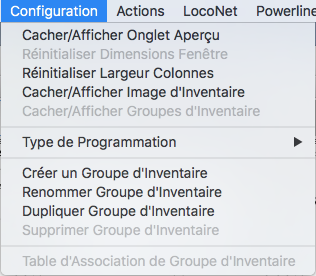 Configuration Actions LocoNet Powerline
Cacher/Afficher Onglet Aperçu
Réinitialiser Dimensions Fenêtre
Réinitialiser Largeur Colonnes
Cacher/Afficher Image d'Inventaire
Cacher/Afficher Groupes d'Inventaire
Type de Programmation
Créer un Groupe d'Inventaire
Renommer Groupe d'Inventaire
Dupliquer Groupe d'Inventaire
Supprimer Groupe d'Inventaire
Table d'Association de Groupe d'Inventaire